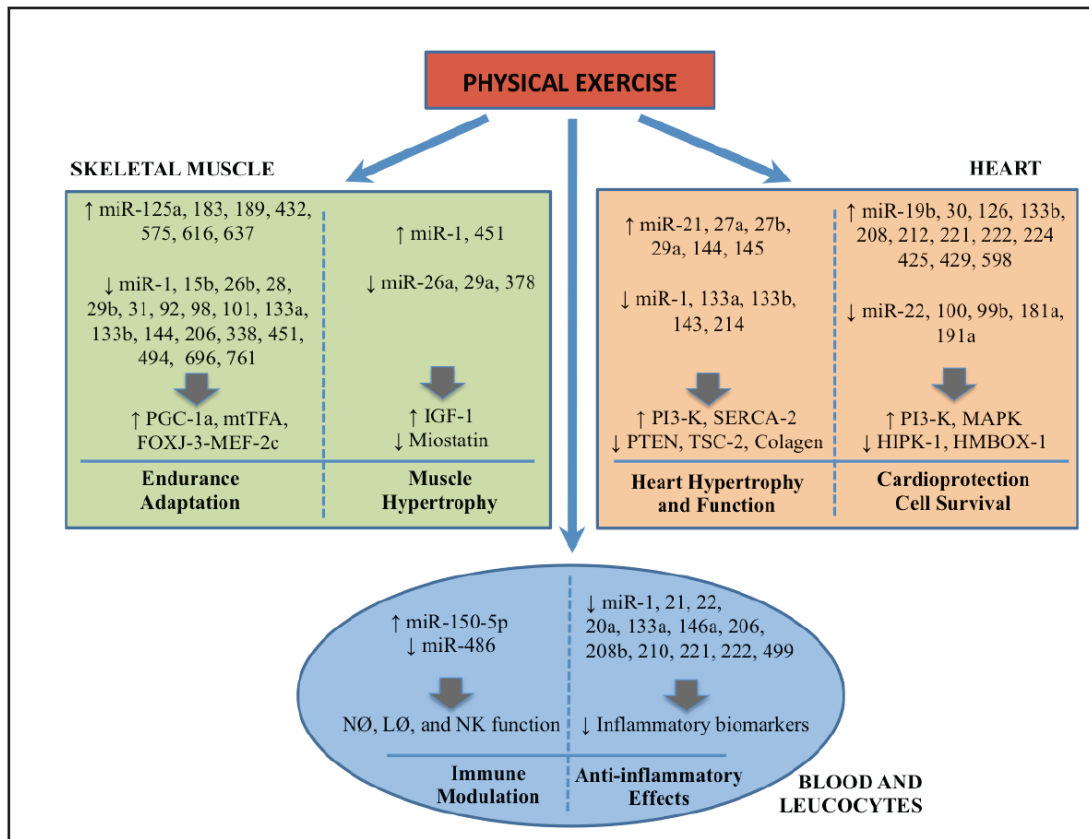 PHYSICAL EXERCISE
SKELETAL MUSCLE
↑ miR-125a, 183, 189, 432,
575, 616, 637
↓ miR-1, 15b, 26b, 28,
29b, 31, 92, 98, 101, 133a,
133b, 144, 206, 338, 451,
494, 696, 761
↑ PGC-1a, mtTFA,
FOXJ-3-MEF-2c
Endurance
Adaptation
↑ miR-1, 451
↓ miR-26a, 29a, 378
↑ IGF-1
↓ Miostatin
Muscle
Hypertrophy
HEART
↑ miR-21, 27a, 27b,
29a, 144, 145
↓ miR-1, 133a, 133b,
143, 214
↑ PI3-K, SERCA-2
↓ PTEN, TSC-2, Colagen
Heart Hypertrophy
and Function
↑ miR-19b, 30, 126, 133b,
208, 212, 221, 222, 224
425, 429, 598
↓ miR-22, 100, 99b, 181a,
191a
↑ PI3-K, MAPK
↓ HIPK-1, HMBOX-1
Cardioprotection
Cell Survival
↑ miR-150-5p
↓ miR-486
NØ, LØ, and NK function
Immune
Modulation
↓ miR-1, 21, 22,
20a, 133a, 146a, 206,
208b, 210, 221, 222, 499
↓ Inflammatory biomarkers
Anti-inflammatory
Effects
BLOOD AND
LEUCOCYTES